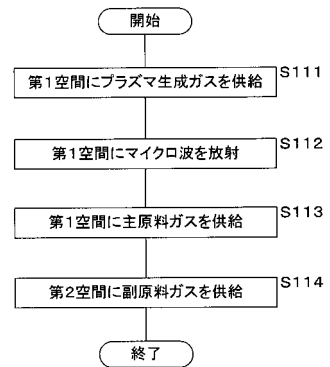 開始
第1空間にプラズマ生成ガスを供給 S111
第1空間にマイクロ波を放射 S112
第1空間に主原料ガスを供給 S113
第2空間に副原料ガスを供給 S114
終了